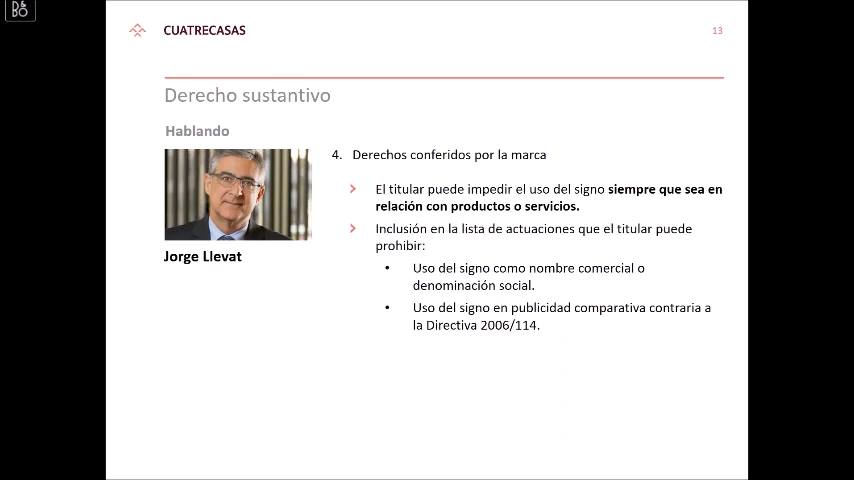 D&
BO
CUATRECASAS
13
Derecho sustantivo
Hablando
Jorge Llevat
4. Derechos conferidos por la marca
El titular puede impedir el uso del signo siempre que sea en
relación con productos o servicios.
Inclusión en la lista de actuaciones que el titular puede
prohibir:
• Uso del signo como nombre comercial o
denominación social.
• Uso del signo en publicidad comparativa contraria a
la Directiva 2006/114.